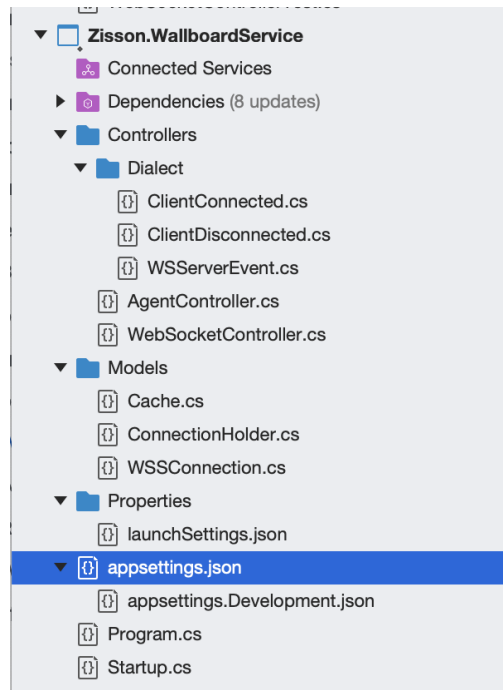 Zisson.WallboardService
Connected Services
Dependencies (8 updates)
Controllers
Dialect
{} ClientConnected.cs
{} ClientDisconnected.cs
{} WSServerEvent.cs
{} AgentController.cs
{} WebSocketController.cs
Models
{} Cache.cs
{} ConnectionHolder.cs
{} WSSConnection.cs
Properties
{} launchSettings.json
{} appsettings.json
{} appsettings.Development.json
{} Program.cs
{} Startup.cs